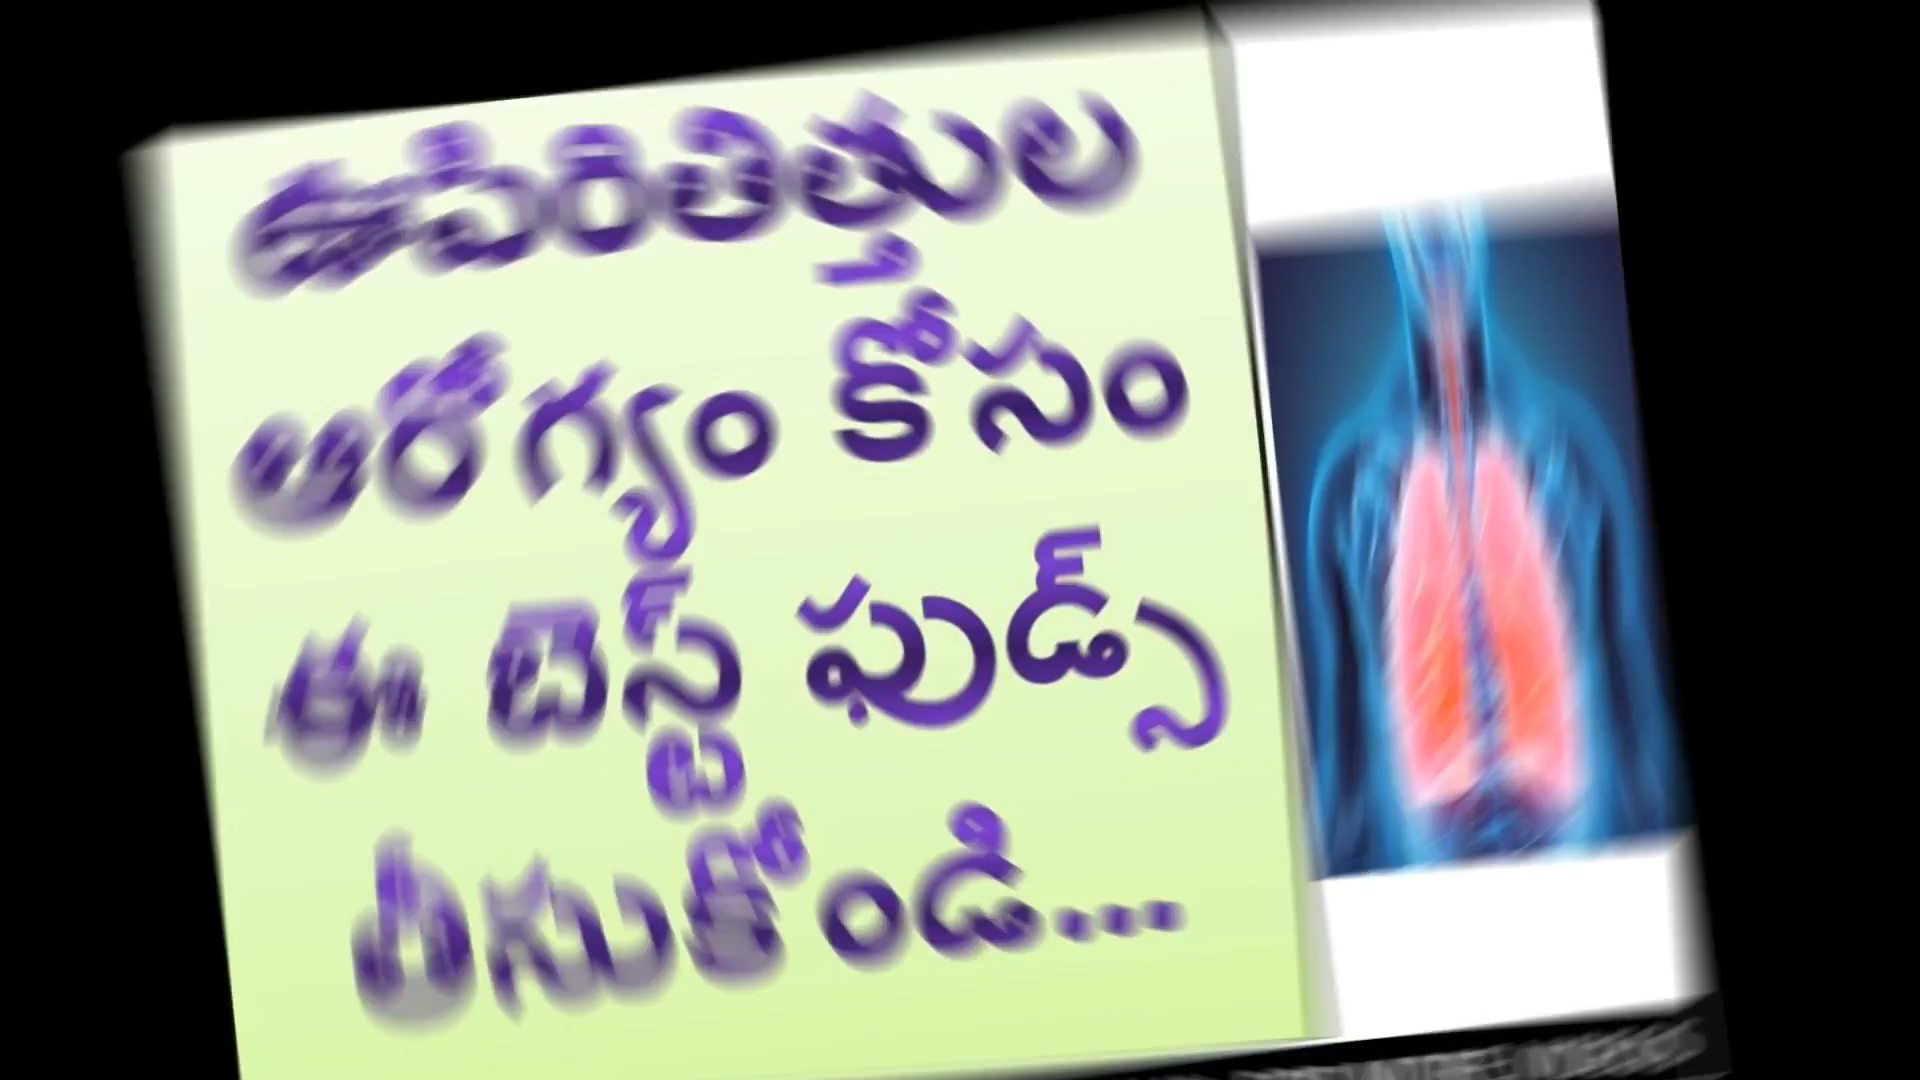 ఊపిరితిత్తుల
ఆరోగ్యం కోసం
ఈ టెస్ట్ ఫుడ్స్
తీసుకోండి...